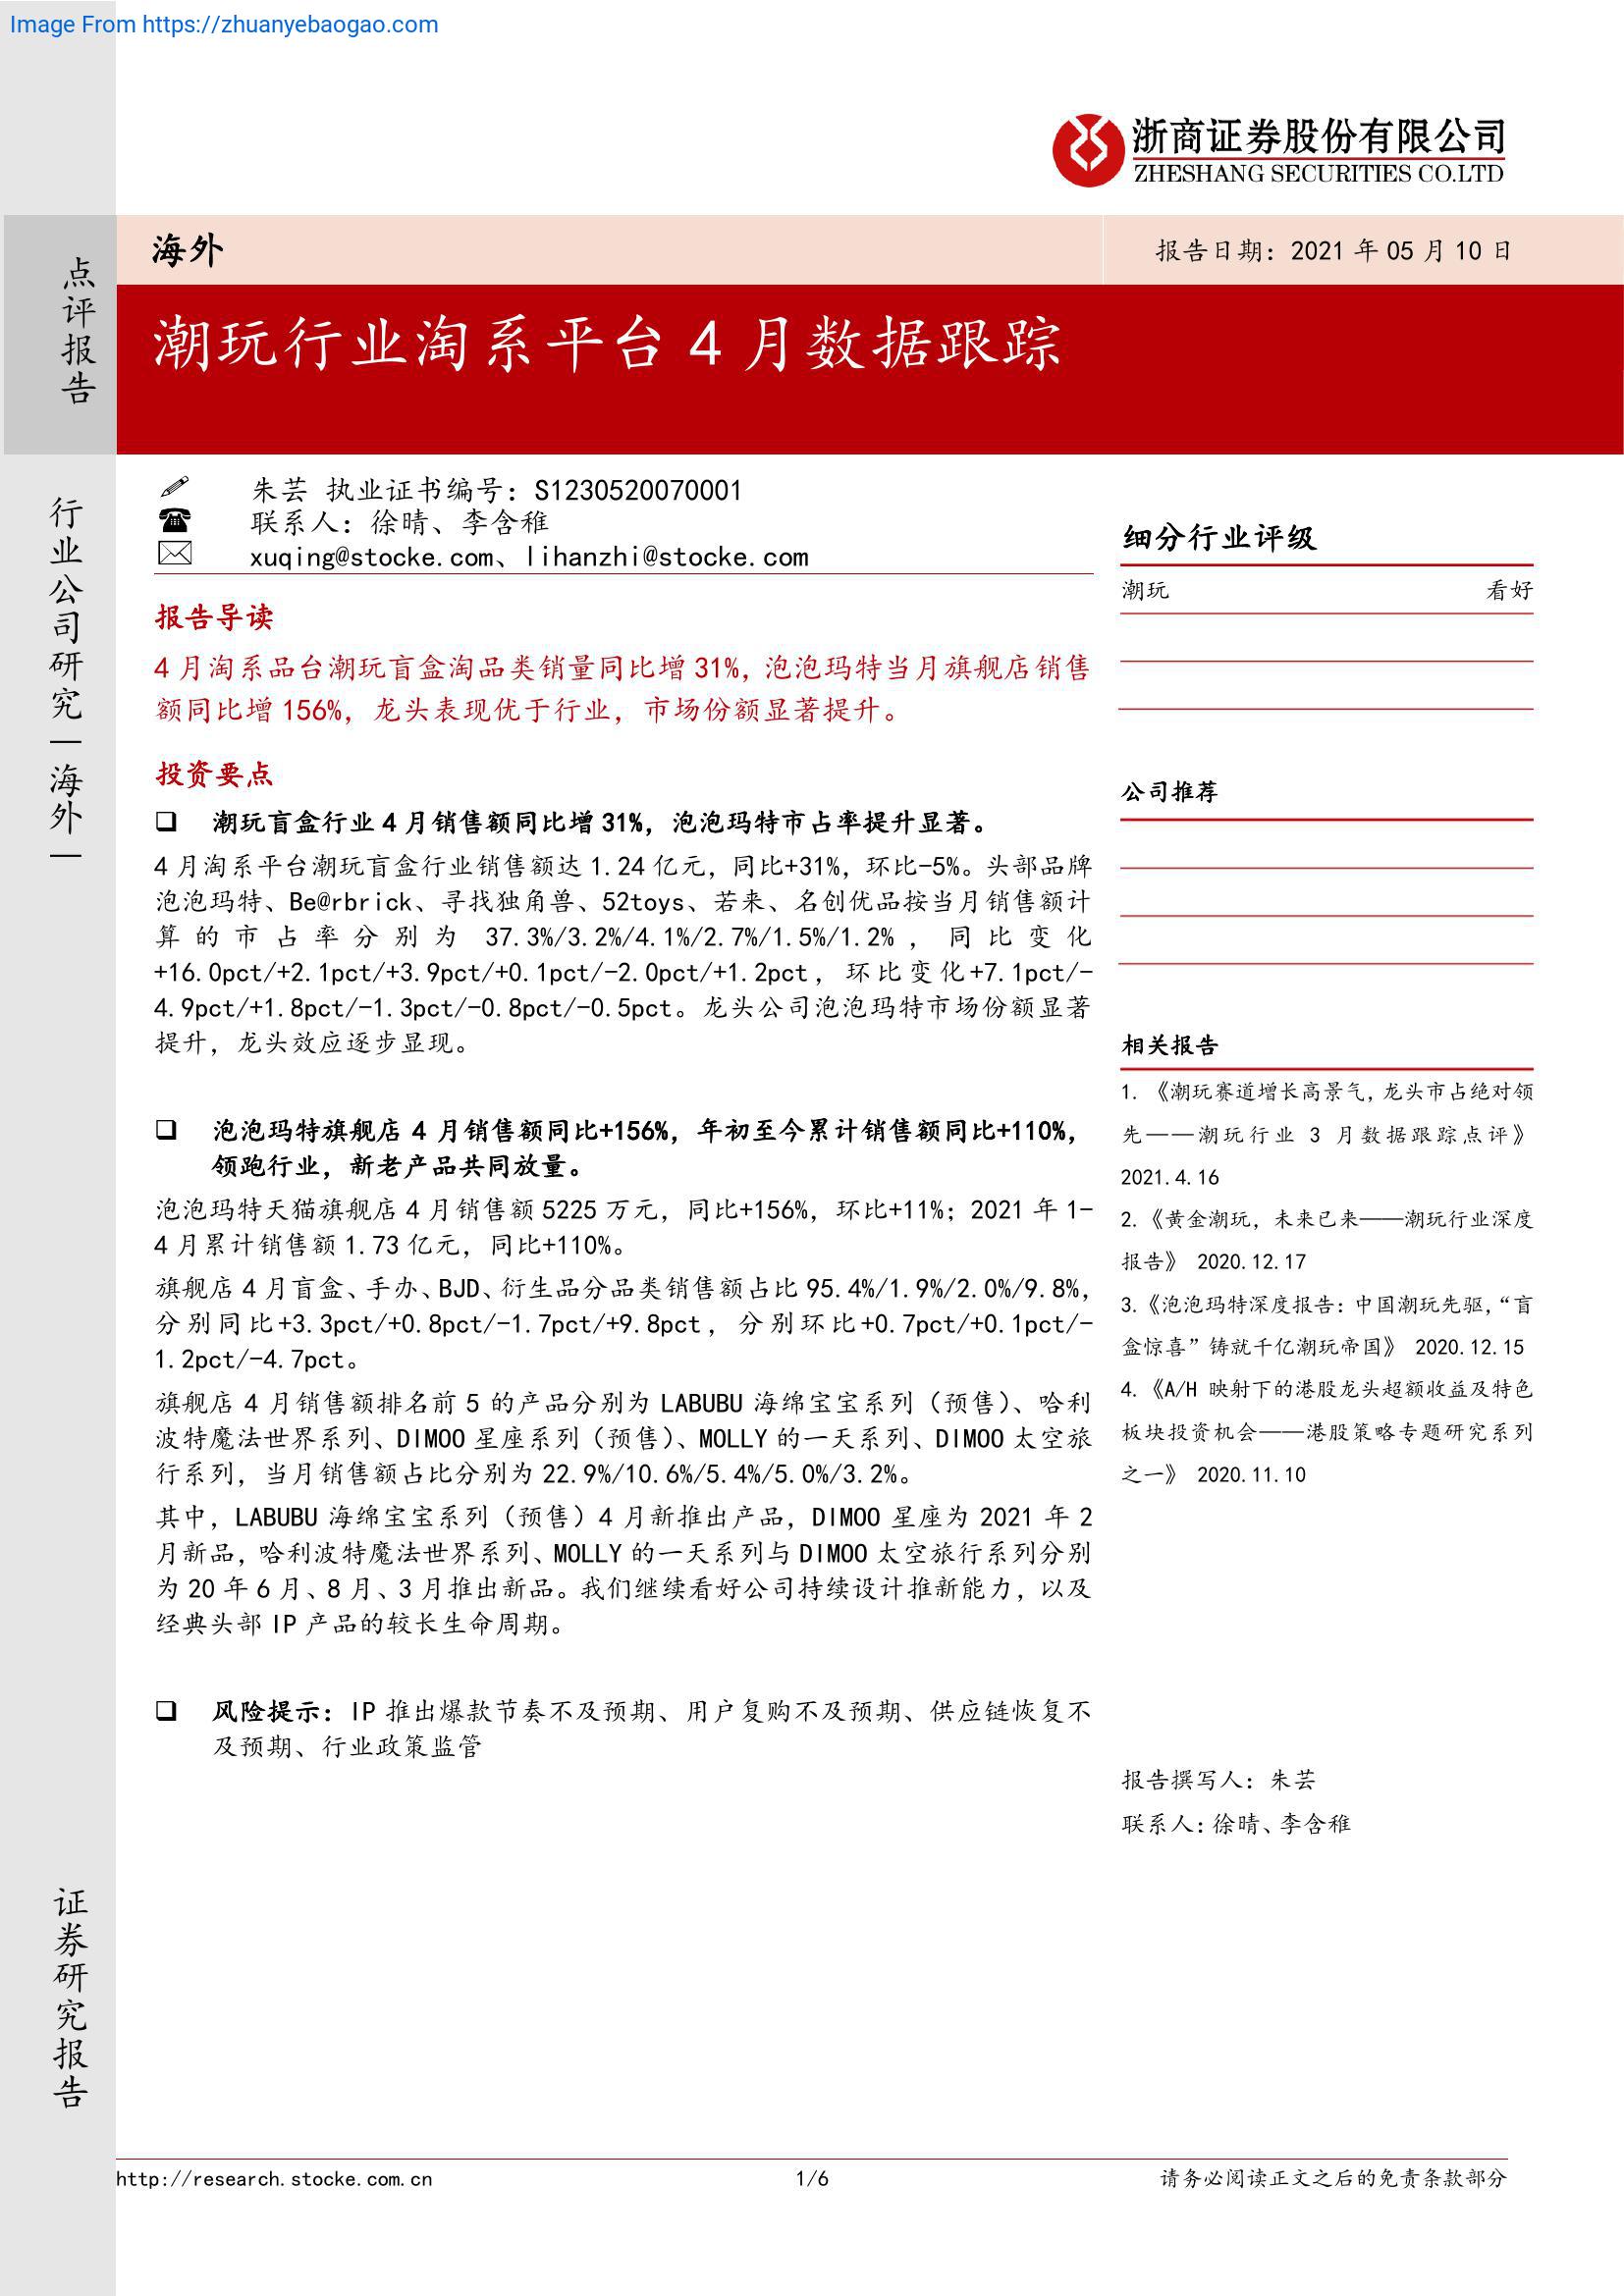 Image From https://zhuanyebaogao.com
浙商证券股份有限公司
ZHESHANG SECURITIES CO.LTD
点评报告
海外
报告日期：2021 年 05 月 10 日
潮玩行业淘系平台 4 月数据跟踪
行业公司研究|海外|
朱芸 执业证书编号：S1230520070001
联系人：徐晴、李含稚
xuqing@stocke.com、lihanzhi@stocke.com
报告导读
4 月淘系品台潮玩盲盒淘品类销量同比增 31%，泡泡玛特当月旗舰店销售
额同比增 156%，龙头表现优于行业，市场份额显著提升。
投资要点
❑ 潮玩盲盒行业 4 月销售额同比增 31%，泡泡玛特市占率提升显著。
4 月淘系平台潮玩盲盒行业销售额达 1.24 亿元，同比+31%，环比-5%。头部品牌
泡泡玛特、Be@rbrick、寻找独角兽、52toys、若来、名创优品按当月销售额计
算的市占率分别为 37.3%/3.2%/4.1%/2.7%/1.5%/1.2%，同比变化
+16.0pct/+2.1pct/+3.9pct/+0.1pct/-2.0pct/+1.2pct，环比变化+7.1pct/-
4.9pct/+1.8pct/-1.3pct/-0.8pct/-0.5pct。龙头公司泡泡玛特市场份额显著
提升，龙头效应逐步显现。
❑ 泡泡玛特旗舰店 4 月销售额同比+156%，年初至今累计销售额同比+110%，
领跑行业，新老产品共同放量。
泡泡玛特天猫旗舰店 4 月销售额 5225 万元，同比+156%，环比+11%；2021 年 1-
4 月累计销售额 1.73 亿元，同比+110%。
旗舰店 4 月盲盒、手办、BJD、衍生品分品类销售额占比 95.4%/1.9%/2.0%/9.8%，
分别同比+3.3pct/+0.8pct/-1.7pct/+9.8pct，分别环比+0.7pct/+0.1pct/-
1.2pct/-4.7pct。
旗舰店 4 月销售额排名前 5 的产品分别为 LABUBU 海绵宝宝系列（预售）、哈利
波特魔法世界系列、DIMOO 星座系列（预售）、MOLLY 的一天系列、DIMOO 太空旅
行系列，当月销售额占比分别为 22.9%/10.6%/5.4%/5.0%/3.2%。
其中，LABUBU 海绵宝宝系列（预售）4 月新推出产品，DIMOO 星座为 2021 年 2
月新品，哈利波特魔法世界系列、MOLLY 的一天系列与 DIMOO 太空旅行系列分别
为 20 年 6 月、8 月、3 月推出新品。我们继续看好公司持续设计推新能力，以及
经典头部 IP 产品的较长生命周期。
❑ 风险提示：IP 推出爆款节奏不及预期、用户复购不及预期、供应链恢复不
及预期、行业政策监管
细分行业评级
潮玩 看好
公司推荐
相关报告
1. 《潮玩赛道增长高景气，龙头市占绝对领
先——潮玩行业 3 月数据跟踪点评》
2021.4.16
2.《黄金潮玩，未来已来——潮玩行业深度
报告》 2020.12.17
3.《泡泡玛特深度报告：中国潮玩先驱，“盲
盒惊喜”铸就千亿潮玩帝国》 2020.12.15
4.《A/H 映射下的港股龙头超额收益及特色
板块投资机会——港股策略专题研究系列
之一》 2020.11.10
报告撰写人：朱芸
联系人：徐晴、李含稚
证券研究报告
http://research.stocke.com.cn
1/6
请务必阅读正文之后的免责条款部分